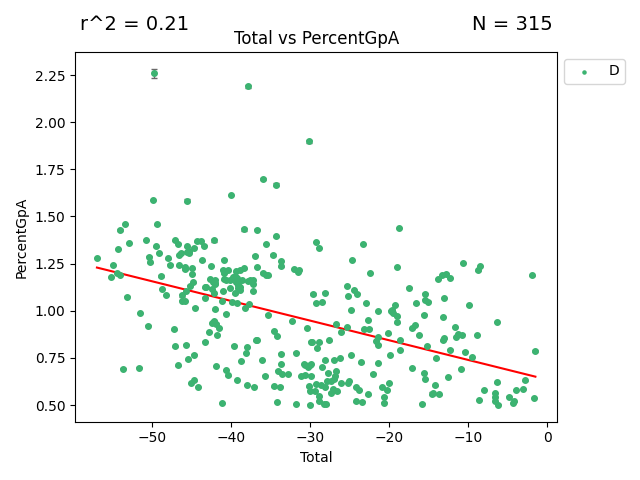 r^2 = 0.21
N = 315
Total vs PercentGpA
D
PercentGpA
2.25
2.00
1.75
1.50
1.25
1.00
0.75
0.50
−50
−40
−30
−20
−10
0
Total